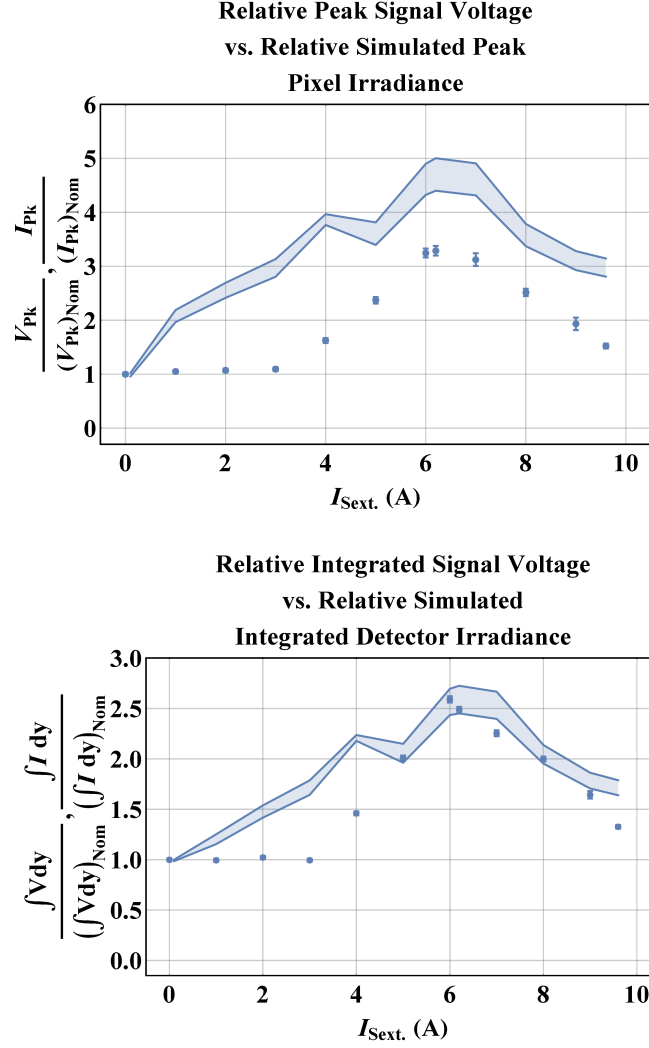 Relative Peak Signal Voltage
vs. Relative Simulated Peak
Pixel Irradiance
V_Pk / (V_Pk)_Nom , I_Pk / (I_Pk)_Nom
6
5
4
3
2
1
0
0 2 4 6 8 10
I_Sext. (A)
Relative Integrated Signal Voltage
vs. Relative Simulated
Integrated Detector Irradiance
∫Vdy / (∫Vdy)_Nom , ∫I dy / (∫I dy)_Nom
3.0
2.5
2.0
1.5
1.0
0.5
0.0
0 2 4 6 8 10
I_Sext. (A)